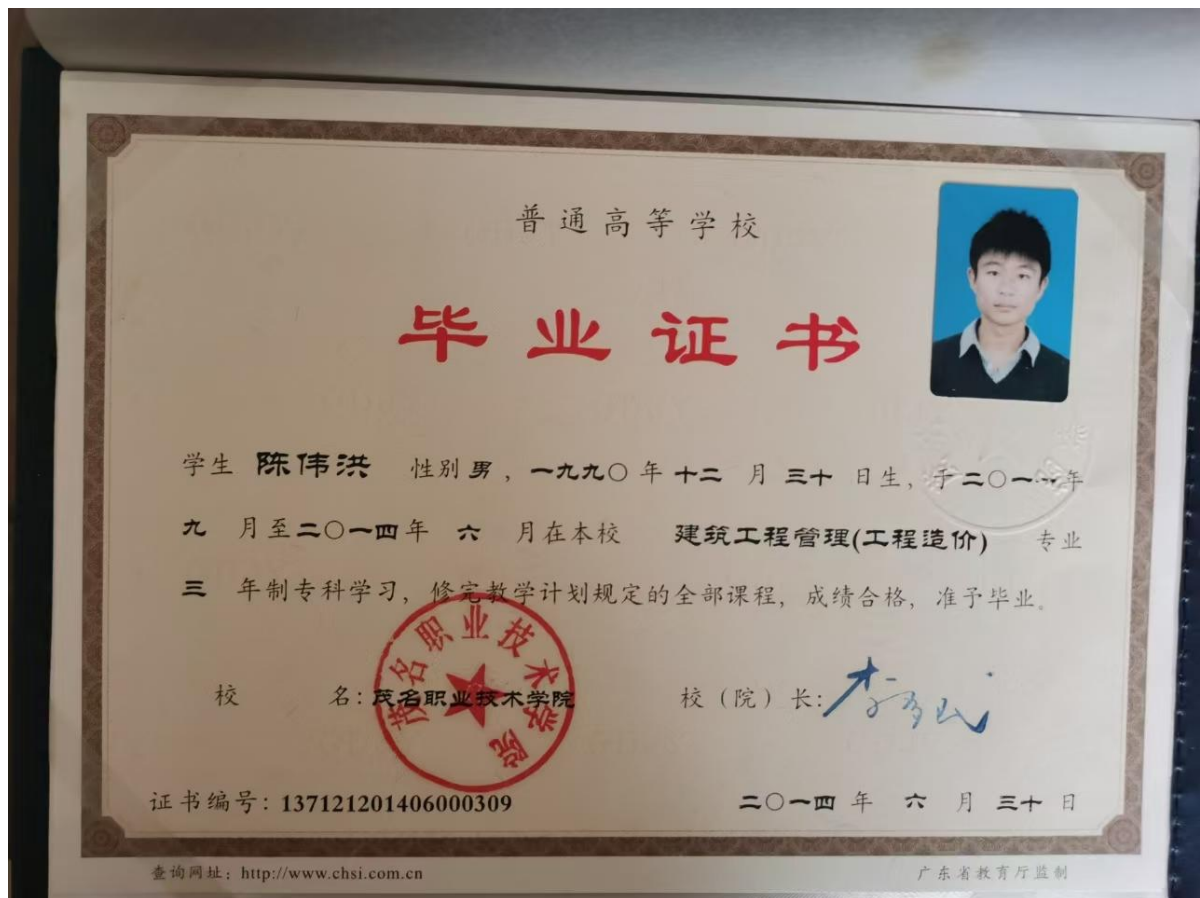 普通高等学校
毕业证书
学生 陈伟洪 性别 男，一九九〇年十二月三十日生，于二〇一一年
九 月至二〇一四年 六 月在本校 建筑工程管理(工程造价) 专业
三 年制专科学习，修完教学计划规定的全部课程，成绩合格，准予毕业。
校 名：茂名职业技术学院
茂名职业技术学院
校（院）长：
证书编号：137121201406000309
二〇一四 年 六 月 三十 日
查询网址：http://www.chsi.com.cn
广东省教育厅监制